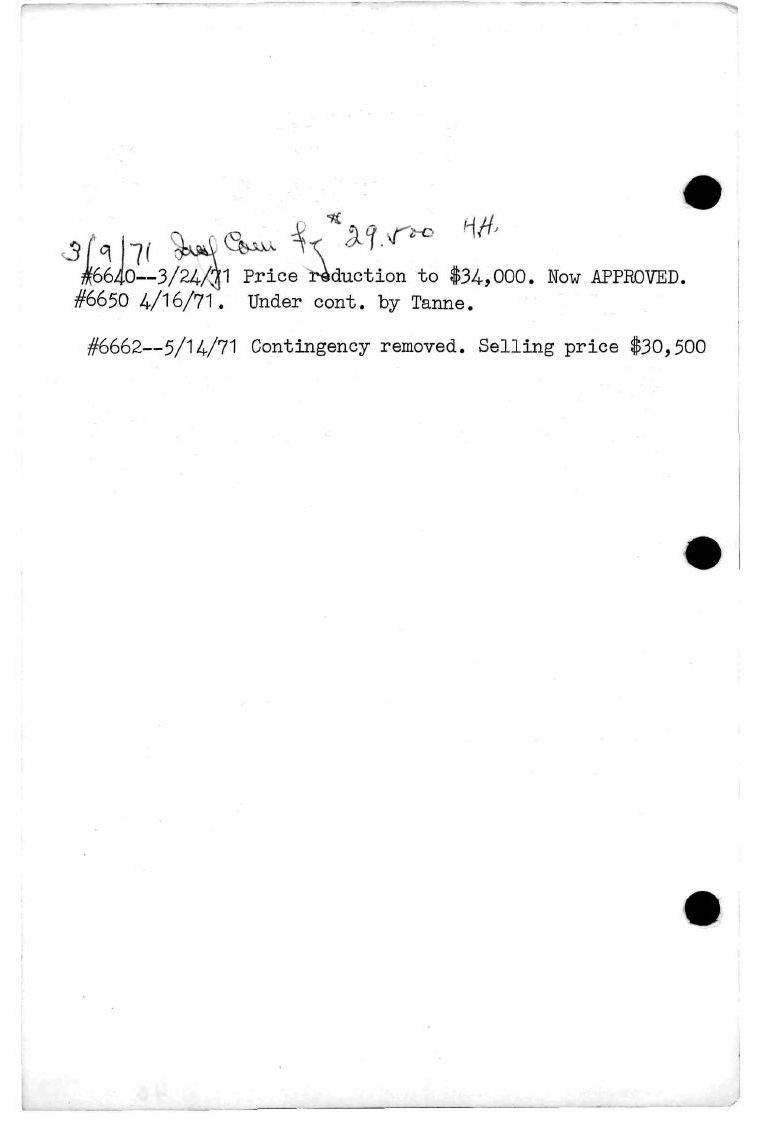 3/9/71 $29,500 HH.
#6640--3/24/71 Price reduction to $34,000. Now APPROVED.
#6650 4/16/71. Under cont. by Tanne.
#6662--5/14/71 Contingency removed. Selling price $30,500